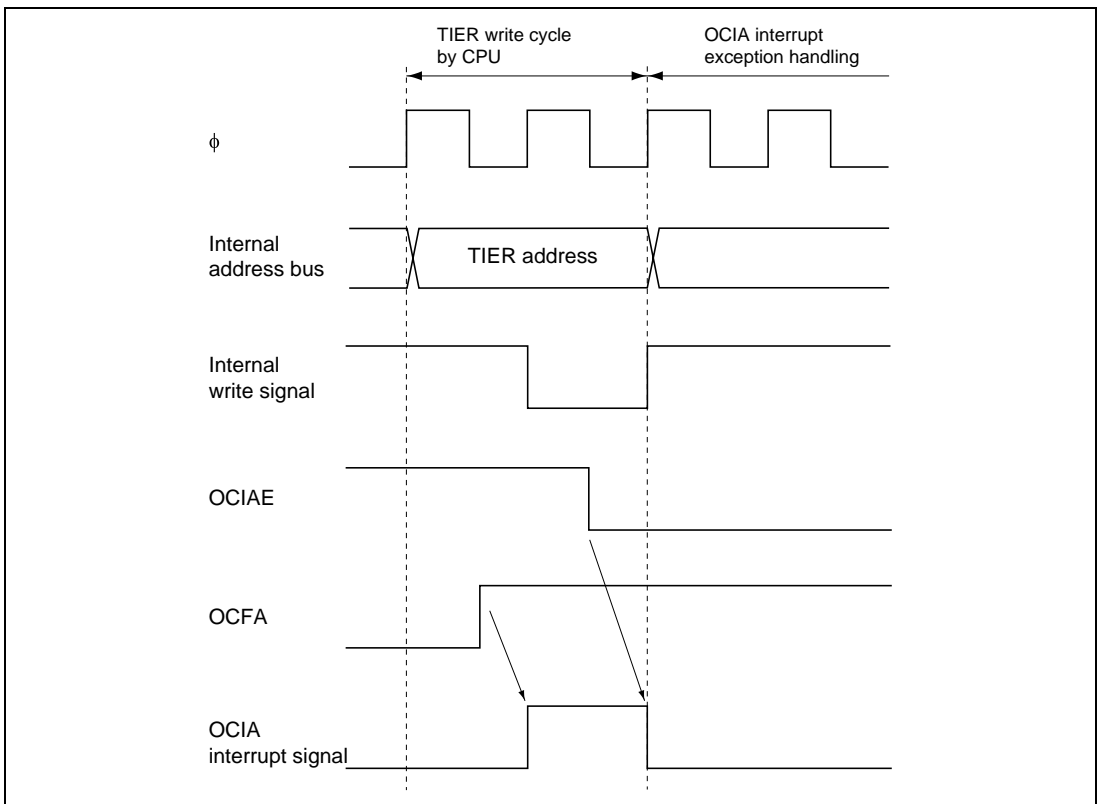 TIER write cycle
by CPU
OCIA interrupt
exception handling
ϕ
Internal
address bus
TIER address
Internal
write signal
OCIAE
OCFA
OCIA
interrupt signal